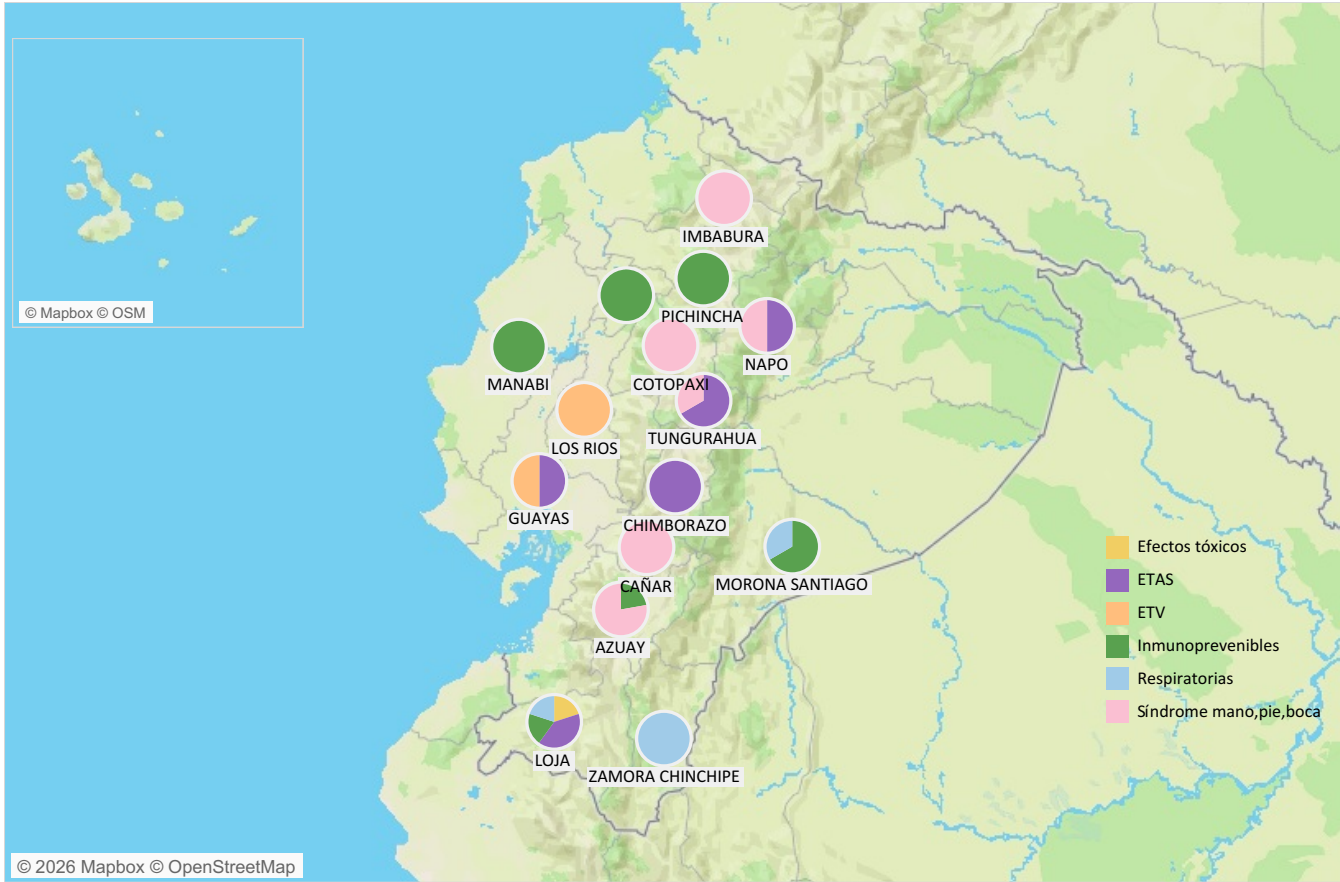 © Mapbox © OSM
IMBABURA
PICHINCHA
NAPO
MANABI
COTOPAXI
TUNGURAHUA
LOS RIOS
GUAYAS
CHIMBORAZO
CAÑAR
MORONA SANTIAGO
AZUAY
LOJA
ZAMORA CHINCHIPE
Efectos tóxicos
ETAS
ETV
Inmunoprevenibles
Respiratorias
Síndrome mano,pie,boca
© 2026 Mapbox © OpenStreetMap